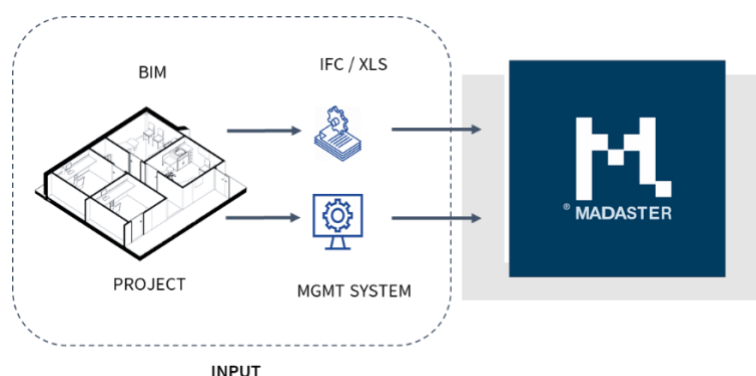 BIM
IFC / XLS
PROJECT
MGMT SYSTEM
® MADASTER
INPUT